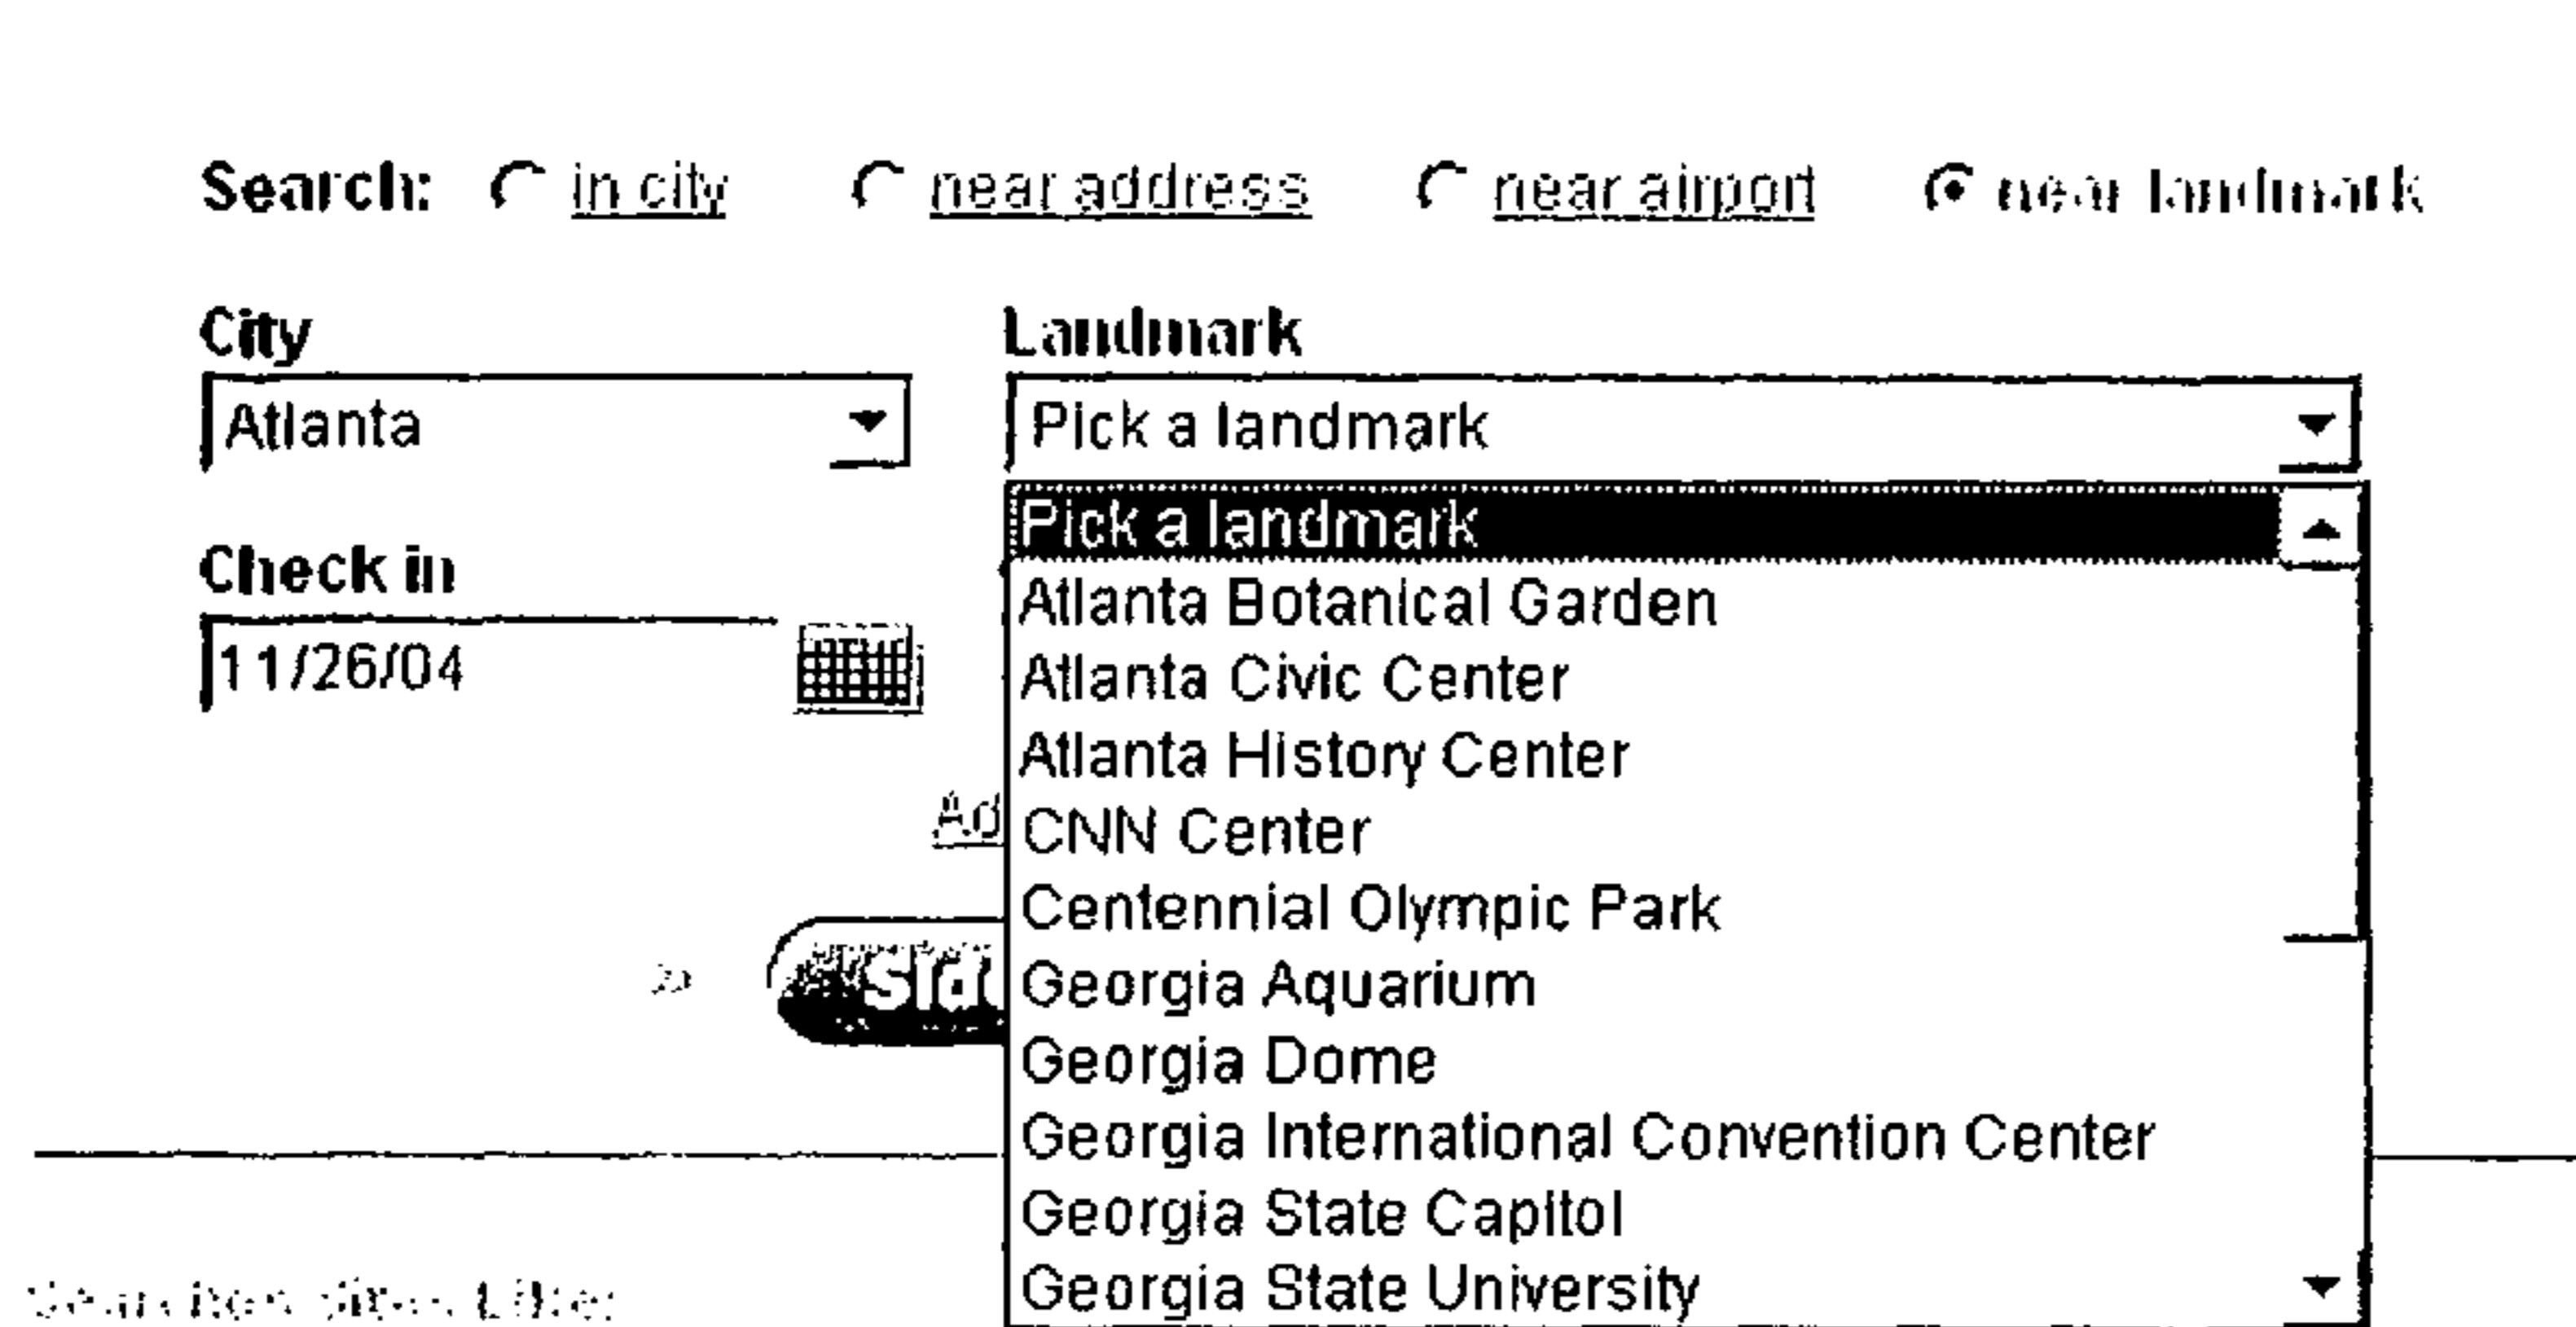 Search: in city near address near airport near landmark
City Landmark
Atlanta Pick a landmark
Pick a landmark
Check in
Atlanta Botanical Garden
11/26/04
Atlanta Civic Center
Atlanta History Center
Ad
CNN Center
Centennial Olympic Park
Georgia Aquarium
Georgia Dome
Georgia International Convention Center
Georgia State Capitol
Georgia State University